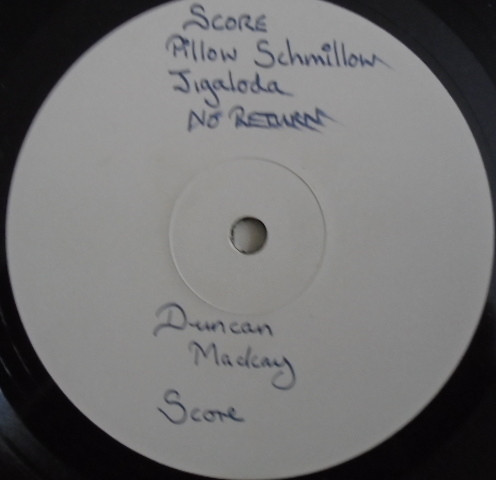 SCORE
Pillow Schmillow
Jigaloda
NO RETURN
Duncan
Mackay
Score